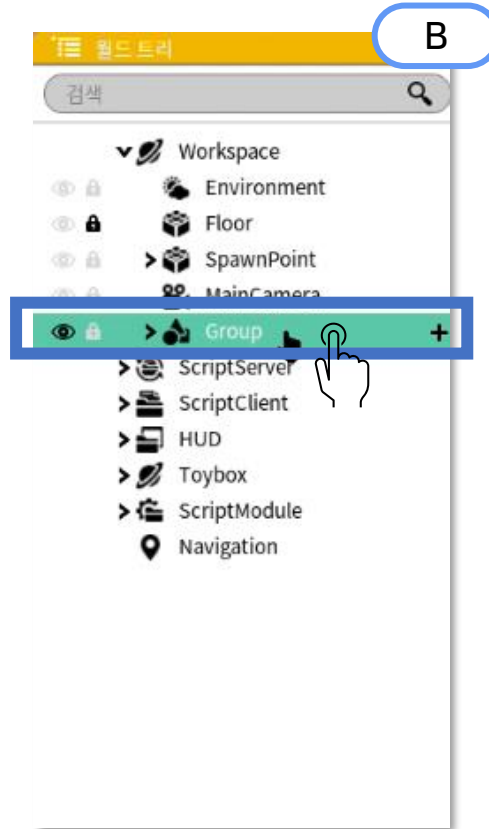 B
월드 트리
검색
Workspace
Environment
Floor
SpawnPoint
MainCamera
Group
ScriptServer
ScriptClient
HUD
Toybox
ScriptModule
Navigation